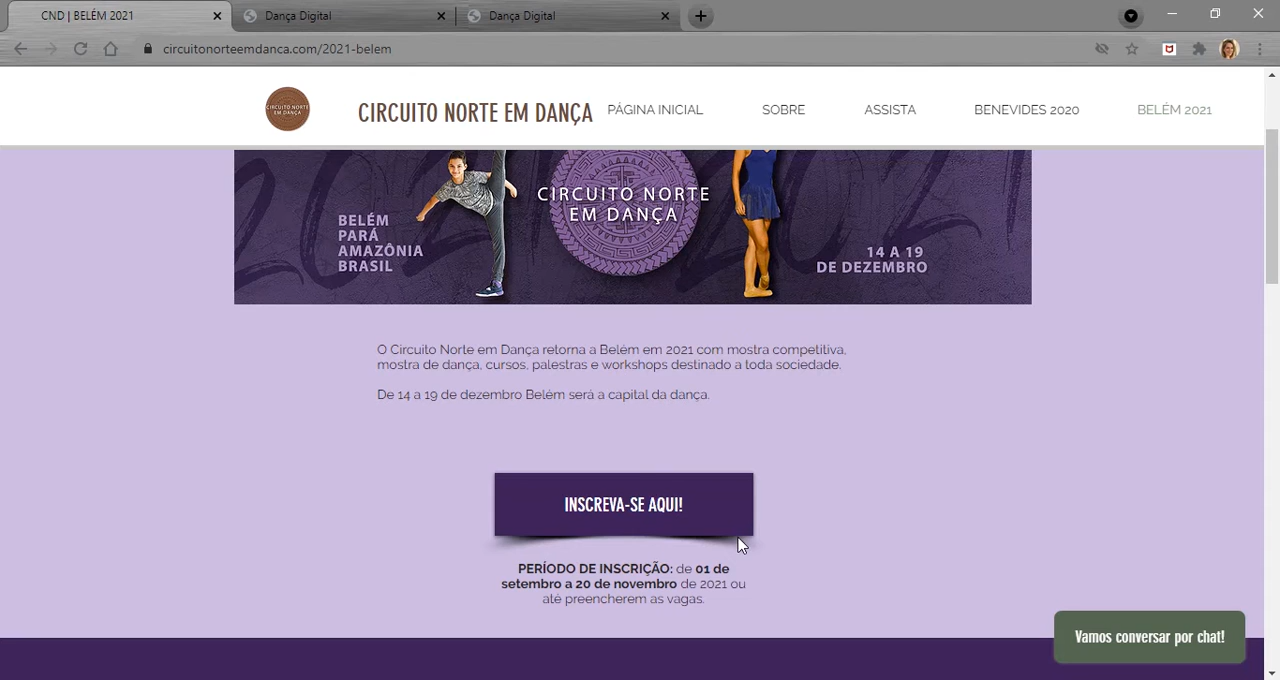 CND | BELÉM 2021
Dança Digital
Dança Digital
circuitonorteemdanca.com/2021-belem
CIRCUITO NORTE
EM DANÇA
CIRCUITO NORTE EM DANÇA
PÁGINA INICIAL
SOBRE
ASSISTA
BENEVIDES 2020
BELÉM 2021
BELÉM
PARÁ
AMAZÔNIA
BRASIL
CIRCUITO NORTE
EM DANÇA
14 A 19
DE DEZEMBRO
O Circuito Norte em Dança retorna a Belém em 2021 com mostra competitiva,
mostra de dança, cursos, palestras e workshops destinado a toda sociedade.
De 14 a 19 de dezembro Belém será a capital da dança.
INSCREVA-SE AQUI!
PERÍODO DE INSCRIÇÃO: de 01 de
setembro a 20 de novembro de 2021 ou
até preencherem as vagas.
Vamos conversar por chat!